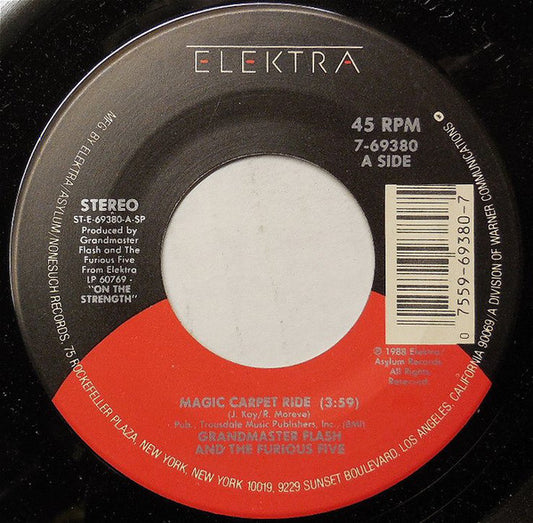 ELEKTRA
45 RPM
7-69380
A SIDE
STEREO
ST-E-69380-A-SP
Produced by
Grandmaster
Flash and The
Furious Five
From Elektra
LP 60769 -
"ON THE
STRENGTH"
0 7559-69380-7
℗ 1988 Elektra/
Asylum Records
All Rights
Reserved.
MAGIC CARPET RIDE (3:59)
(J. Kay/R. Moreve)
Pub., Trousdale Music Publishers, Inc., (BMI)
GRANDMASTER FLASH
AND THE FURIOUS FIVE
MFG BY ELEKTRA/ASYLUM/NONESUCH RECORDS, 75 ROCKEFELLER PLAZA, NEW YORK, NEW YORK 10019, 9229 SUNSET BOULEVARD, LOS ANGELES, CALIFORNIA 90069/A DIVISION OF WARNER COMMUNICATIONS